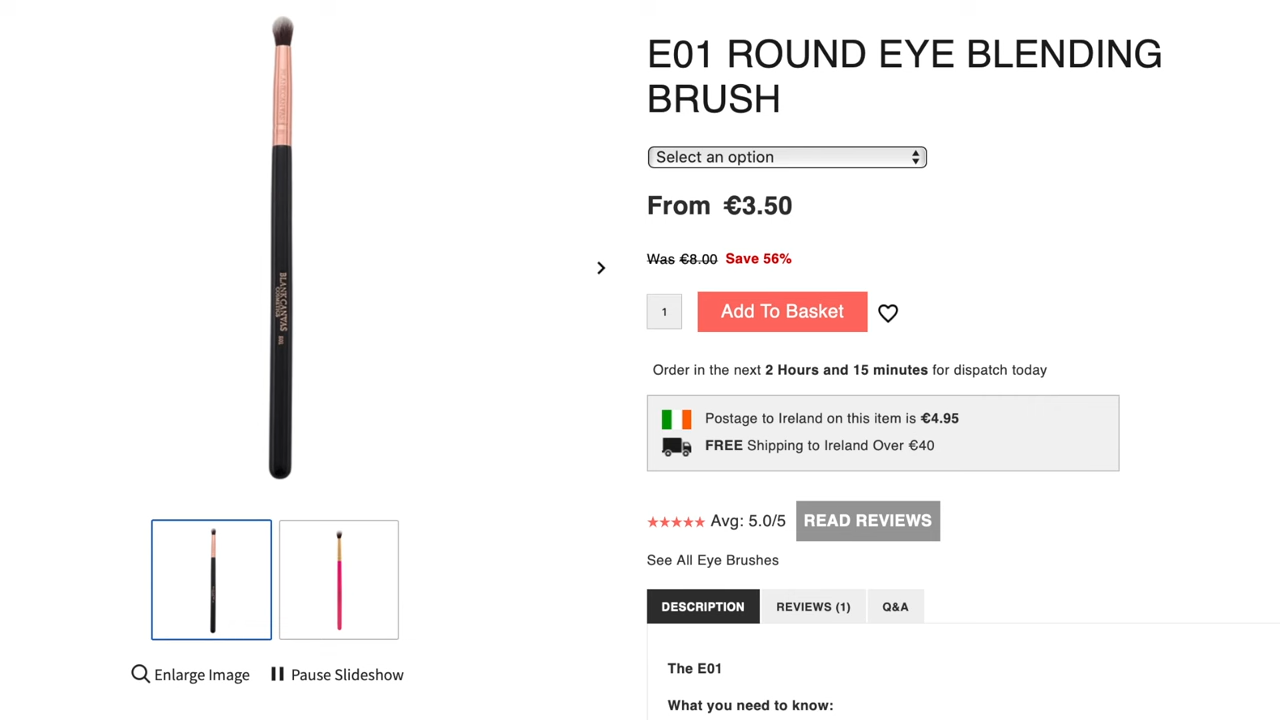 E01 ROUND EYE BLENDING
BRUSH
Select an option
From €3.50
Was €8.00 Save 56%
1
Add To Basket
Order in the next 2 Hours and 15 minutes for dispatch today
Postage to Ireland on this item is €4.95
FREE Shipping to Ireland Over €40
Avg: 5.0/5
READ REVIEWS
See All Eye Brushes
DESCRIPTION
REVIEWS (1)
Q&A
The E01
What you need to know:
BLANK CANVAS
COSMETICS
E01
Enlarge Image
Pause Slideshow